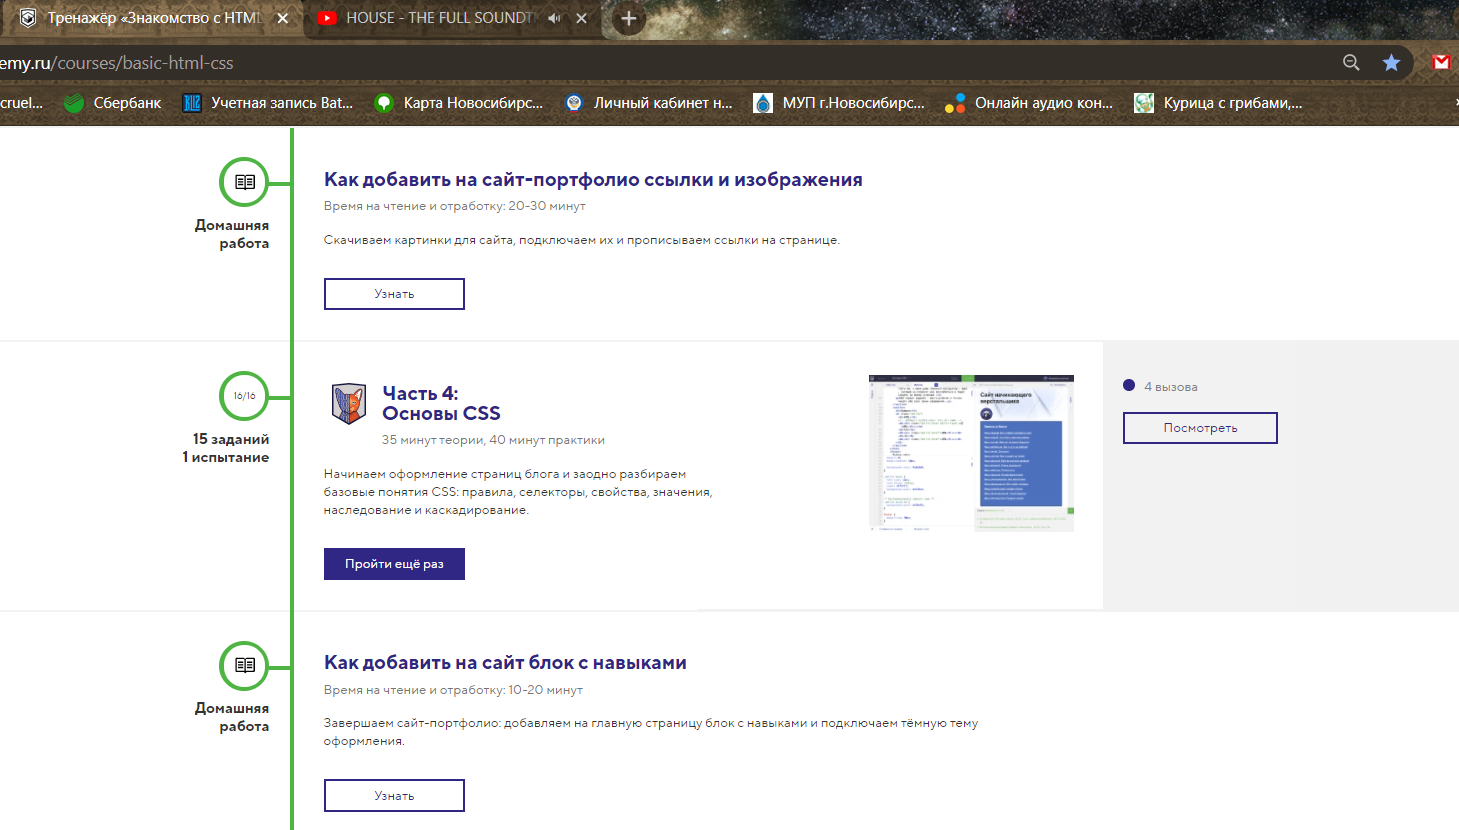 Тренажёр «Знакомство с HTML
HOUSE - THE FULL SOUNDT
emy.ru/courses/basic-html-css
cruel...
Сбербанк
Учетная запись Bat...
Карта Новосибирс...
Личный кабинет н...
МУП г.Новосибирс...
Онлайн аудио кон...
Курица с грибами,...
Домашняя
работа
Как добавить на сайт-портфолио ссылки и изображения
Время на чтение и отработку: 20-30 минут
Скачиваем картинки для сайта, подключаем их и прописываем ссылки на странице.
Узнать
16/16
15 заданий
1 испытание
Часть 4:
Основы CSS
35 минут теории, 40 минут практики
Начинаем оформление страниц блога и заодно разбираем
базовые понятия CSS: правила, селекторы, свойства, значения,
наследование и каскадирование.
Пройти ещё раз
Сайт начинающего
верстальщика
4 вызова
Посмотреть
Домашняя
работа
Как добавить на сайт блок с навыками
Время на чтение и отработку: 10-20 минут
Завершаем сайт-портфолио: добавляем на главную страницу блок с навыками и подключаем тёмную тему
оформления.
Узнать